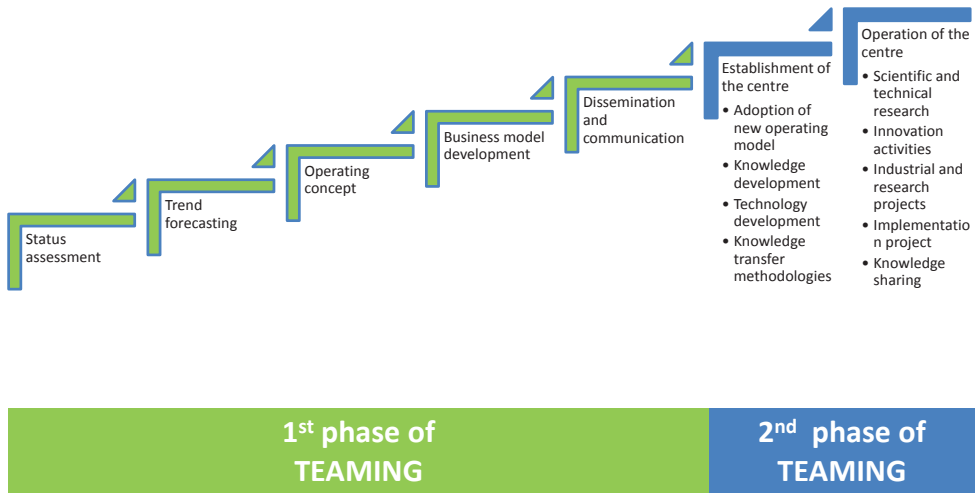 Status
assessment
Trend
forecasting
Operating
concept
Business model
development
Dissemination
and
communication
Establishment of
the centre
• Adoption of
new operating
model
• Knowledge
development
• Technology
development
• Knowledge
transfer
methodologies
Operation of the
centre
• Scientific and
technical
research
• Innovation
activities
• Industrial and
research
projects
• Implementatio
n project
• Knowledge
sharing
1st phase of
TEAMING
2nd phase of
TEAMING